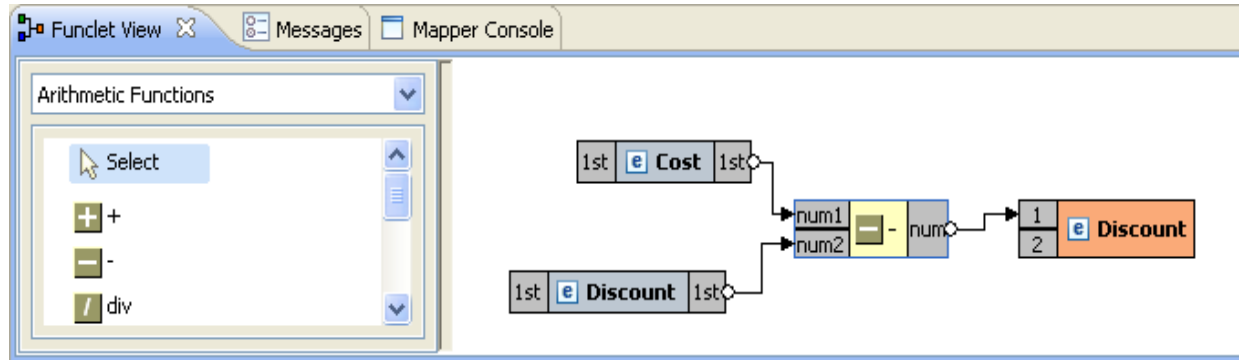 Funclet View Messages Mapper Console
Arithmetic Functions
Select
+
-
div
1st e Cost 1st
num1 - num
num2
1 e Discount
2
1st e Discount 1st